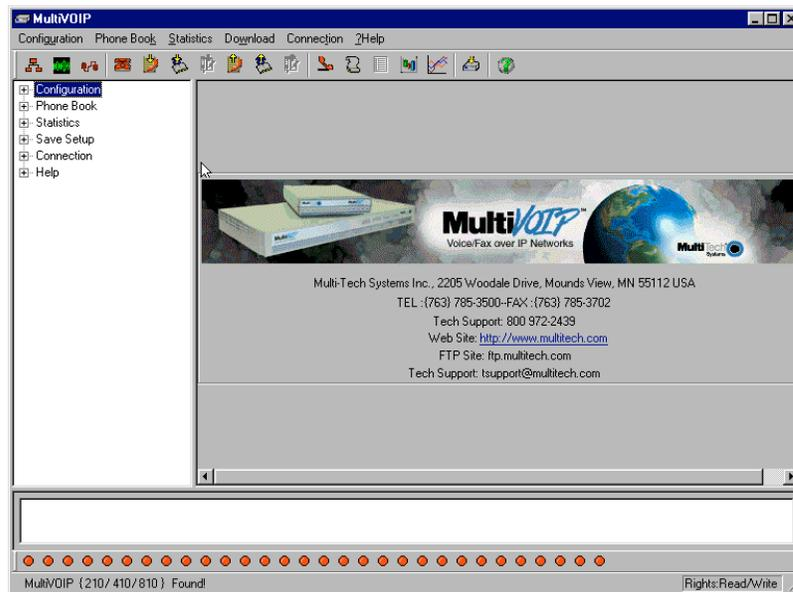 MultiVOIP
Configuration Phone Book Statistics Download Connection ?Help
Configuration
Phone Book
Statistics
Save Setup
Connection
Help
MultiVOIP™
Voice/Fax over IP Networks
MultiTech
Systems
Multi-Tech Systems Inc., 2205 Woodale Drive, Mounds View, MN 55112 USA
TEL :(763) 785-3500--FAX :(763) 785-3702
Tech Support: 800 972-2439
Web Site: http://www.multitech.com
FTP Site: ftp.multitech.com
Tech Support: tsupport@multitech.com
MultiVOIP {210/ 410/ 810 } Found!
Rights:Read/Write